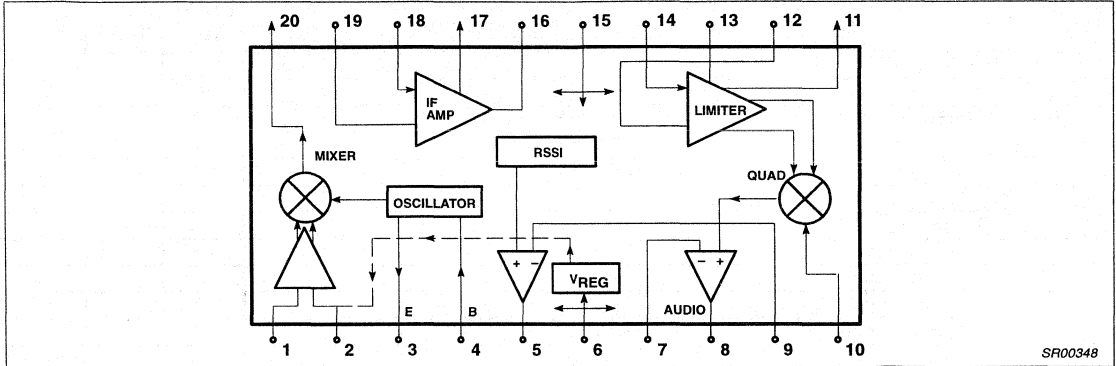 20 19 18 17 16 15 14 13 12 11
IF
AMP
LIMITER
RSSI
MIXER
QUAD
OSCILLATOR
+ −
− +
VREG
E
B
AUDIO
1 2 3 4 5 6 7 8 9 10
SR00348